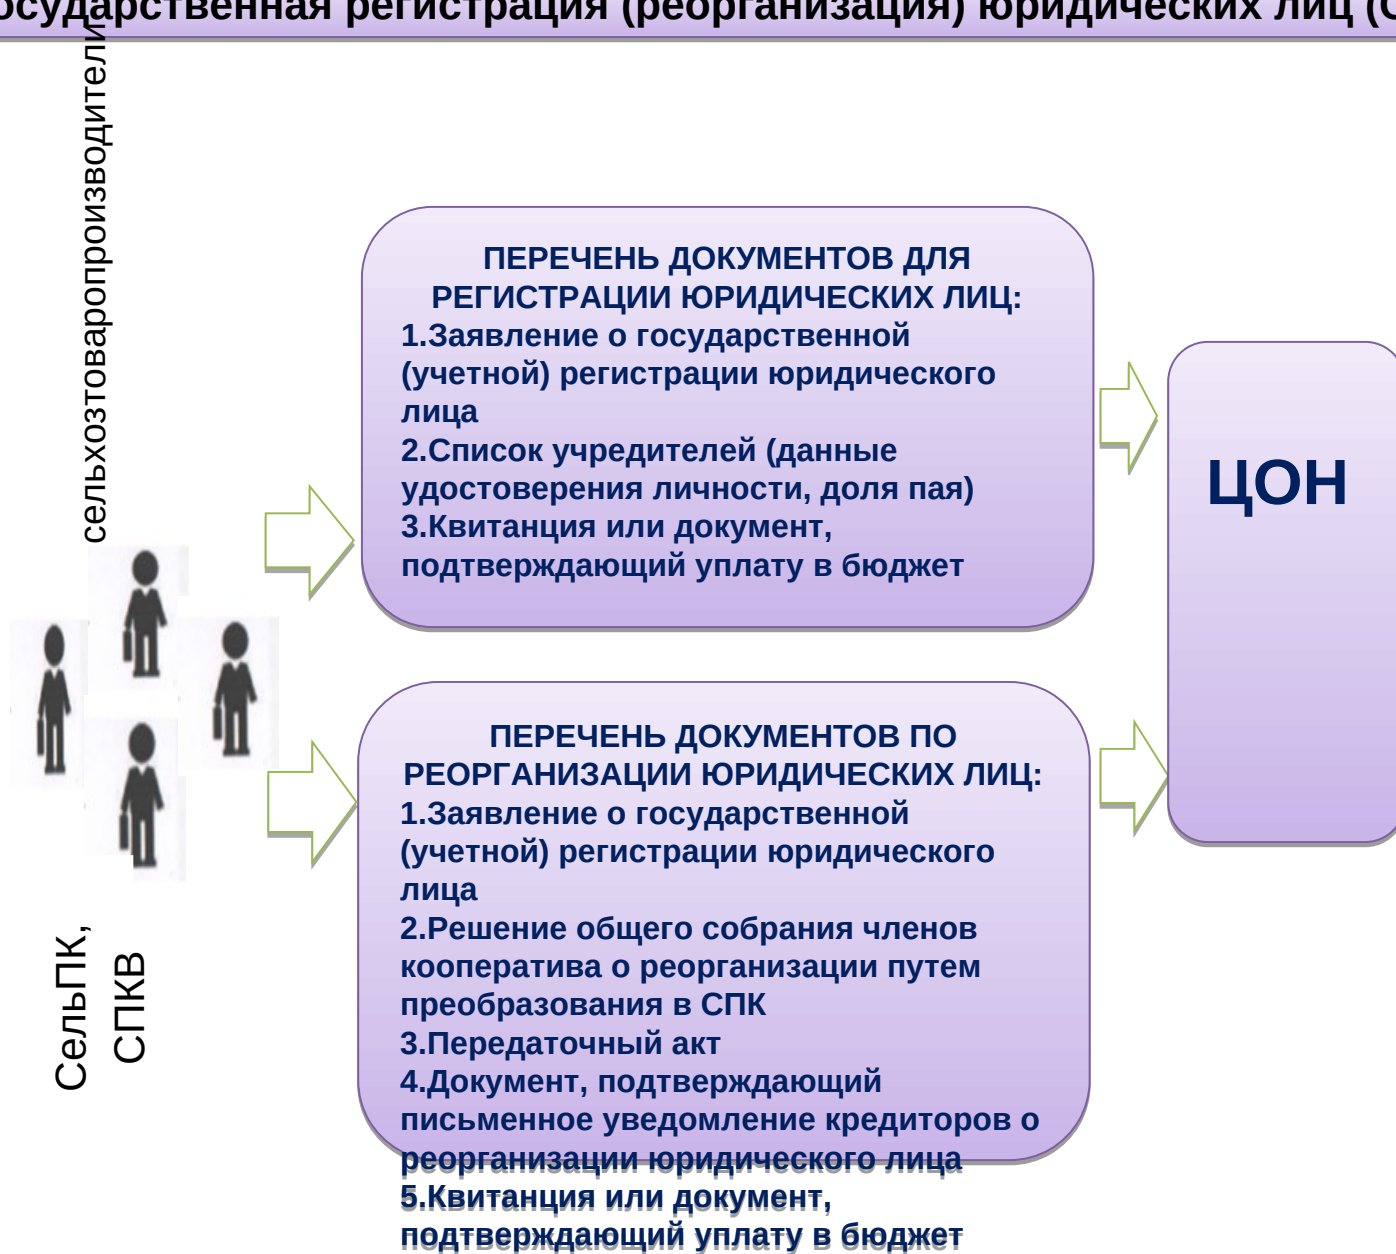 осударственная регистрация (реорганизация) юридических лиц (
сельхозтоваропроизводители
ПЕРЕЧЕНЬ ДОКУМЕНТОВ ДЛЯ
РЕГИСТРАЦИИ ЮРИДИЧЕСКИХ ЛИЦ:
1.Заявление о государственной
(учетной) регистрации юридического
лица
2.Список учредителей (данные
удостоверения личности, доля пая)
3.Квитанция или документ,
подтверждающий уплату в бюджет
ЦОН
ПЕРЕЧЕНЬ ДОКУМЕНТОВ ПО
РЕОРГАНИЗАЦИИ ЮРИДИЧЕСКИХ ЛИЦ:
1.Заявление о государственной
(учетной) регистрации юридического
лица
2.Решение общего собрания членов
кооператива о реорганизации путем
преобразования в СПК
3.Передаточный акт
4.Документ, подтверждающий
письменное уведомление кредиторов о
реорганизации юридического лица
5.Квитанция или документ,
подтверждающий уплату в бюджет
СельПК,
СПКВ